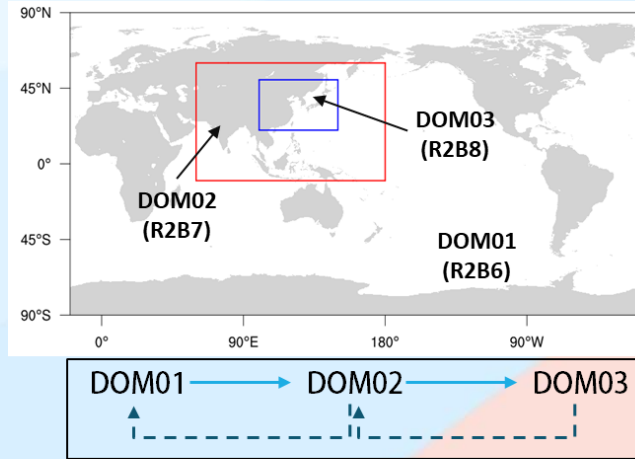 90°N
45°N
0°
45°S
90°S
DOM03
(R2B8)
DOM02
(R2B7)
DOM01
(R2B6)
0°
90°E
180°
90°W
DOM01 DOM02 DOM03